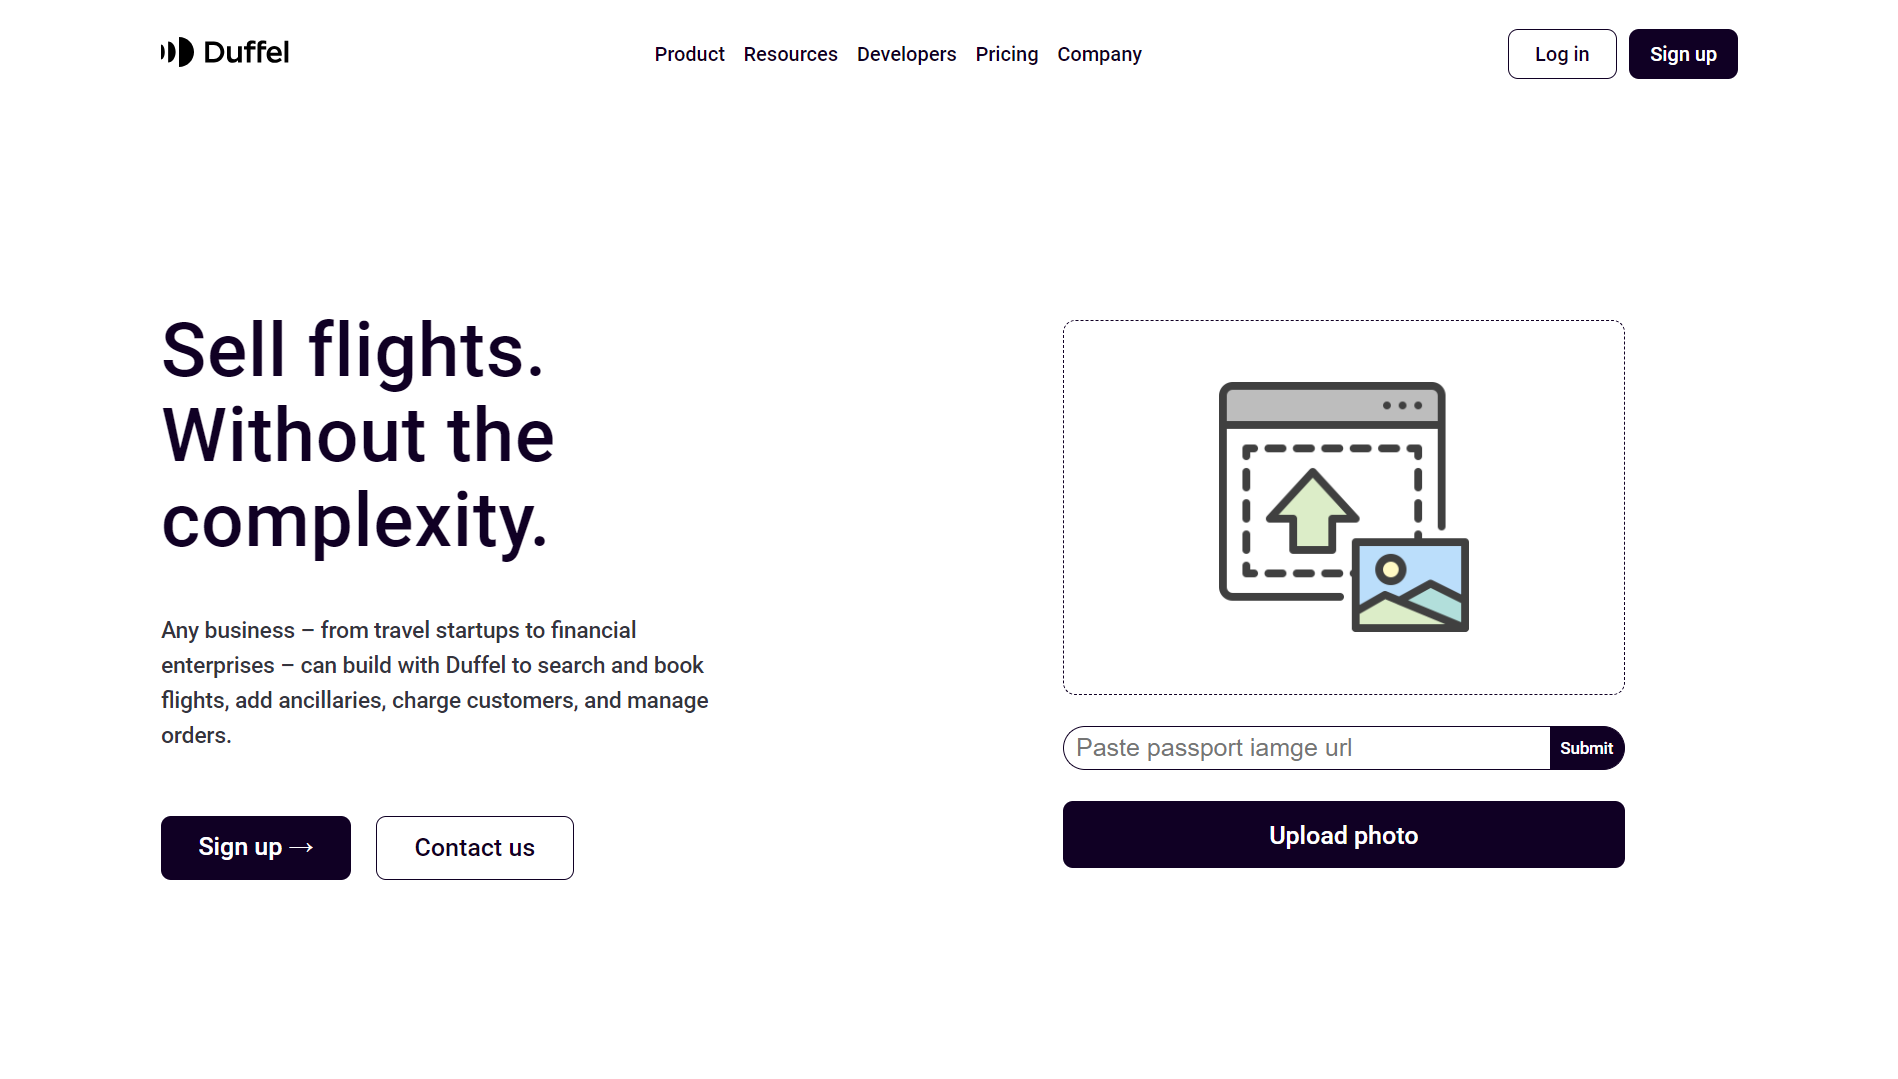 Duffel
Product Resources Developers Pricing Company
Log in
Sign up
Sell flights.
Without the
complexity.
Any business – from travel startups to financial
enterprises – can build with Duffel to search and book
flights, add ancillaries, charge customers, and manage
orders.
Sign up →
Contact us
Paste passport iamge url
Submit
Upload photo